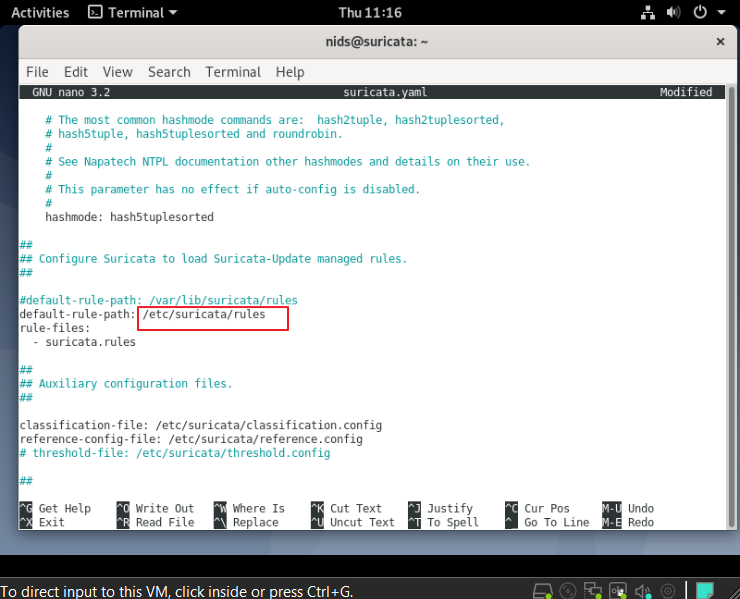 Activities Terminal Thu 11:16
nids@suricata: ~ ×
File Edit View Search Terminal Help
GNU nano 3.2 suricata.yaml Modified
# The most common hashmode commands are:  hash2tuple, hash2tuplesorted,
# hash5tuple, hash5tuplesorted and roundrobin.
#
# See Napatech NTPL documentation other hashmodes and details on their use.
#
# This parameter has no effect if auto-config is disabled.
#
hashmode: hash5tuplesorted
##
## Configure Suricata to load Suricata-Update managed rules.
##
#default-rule-path: /var/lib/suricata/rules
default-rule-path: /etc/suricata/rules
rule-files:
- suricata.rules
##
## Auxiliary configuration files.
##
classification-file: /etc/suricata/classification.config
reference-config-file: /etc/suricata/reference.config
# threshold-file: /etc/suricata/threshold.config
##
^G Get Help ^O Write Out ^W Where Is ^K Cut Text ^J Justify ^C Cur Pos M-U Undo
^X Exit ^R Read File ^\ Replace ^U Uncut Text ^T To Spell ^_ Go To Line M-E Redo
To direct input to this VM, click inside or press Ctrl+G.